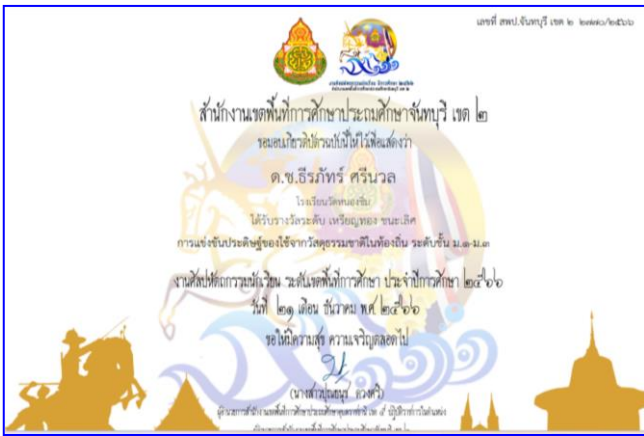 เลขที่ สพป.จันทบุรี เขต ๒ ๒๗๗๐/๒๕๖๖
สำนักงานเขตพื้นที่การศึกษาประถมศึกษาจันทบุรี เขต ๒
ขอมอบเกียรติบัตรฉบับนี้ให้ไว้เพื่อแสดงว่า
ด.ช.ธีรภัทร์ ศรีนวล
โรงเรียนวัดหนองชิ่ม
ได้รับรางวัลระดับ เหรียญทอง ชนะเลิศ
การแข่งขันประดิษฐ์ของใช้จากวัสดุธรรมชาติในท้องถิ่น ระดับชั้น ม.๑-ม.๓
งานศิลปหัตถกรรมนักเรียน ระดับเขตพื้นที่การศึกษา ประจำปีการศึกษา ๒๕๖๖
วันที่ ๒๑ เดือน ธันวาคม พ.ศ. ๒๕๖๖
ขอให้มีความสุข ความเจริญตลอดไป